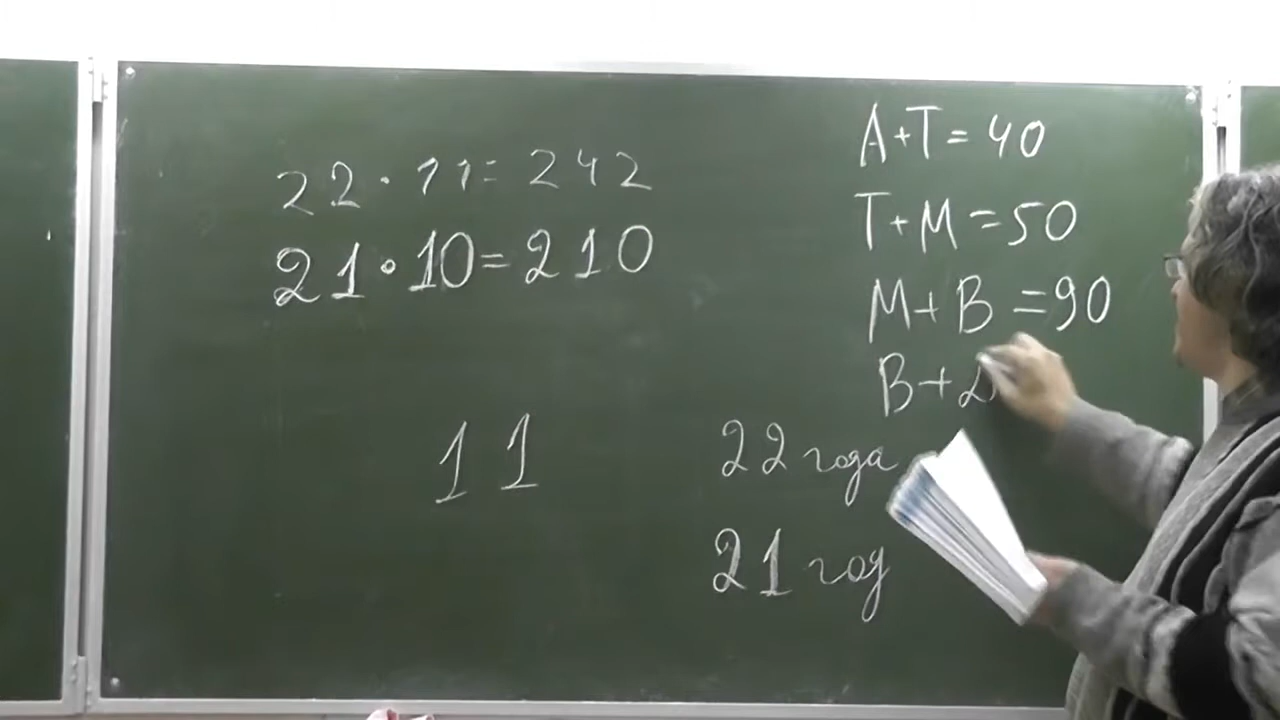 22 · 11 = 242
21 · 10 = 210
11
A + T = 40
T + M = 50
M + B = 90
B +
22 года
21 год